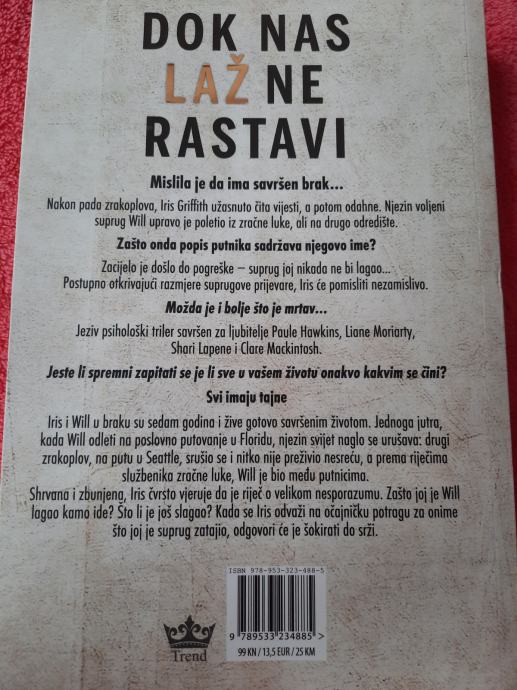 DOK NAS
LAŽ NE
RASTAVI
Mislila je da ima savršen brak...
Nakon pada zrakoplova, Iris Griffith užasnuto čita vijesti, a potom odahne. Njezin voljeni
suprug Will upravo je poletio iz zračne luke, ali na drugo odredište.
Zašto onda popis putnika sadržava njegovo ime?
Zacijelo je došlo do pogreške – suprug joj nikada ne bi lagao...
Postupno otkrivajući razmjere suprugove prijevare, Iris će pomisliti nezamislivo.
Možda je i bolje što je mrtav...
Jeziv psihološki triler savršen za ljubitelje Paule Hawkins, Liane Moriarty,
Shari Lapene i Clare Mackintosh.
Jeste li spremni zapitati se je li sve u vašem životu onakvo kakvim se čini?
Svi imaju tajne
Iris i Will u braku su sedam godina i žive gotovo savršenim životom. Jednoga jutra,
kada Will odleti na poslovno putovanje u Floridu, njezin svijet naglo se urušava: drugi
zrakoplov, na putu u Seattle, srušio se i nitko nije preživio nesreću, a prema riječima
službenika zračne luke, Will je bio među putnicima.
Shrvana i zbunjena, Iris čvrsto vjeruje da je riječ o velikom nesporazumu. Zašto joj je Will
lagao kamo ide? Što li je još slagao? Kada se Iris odvaži na očajničku potragu za onime
što joj je suprug zatajio, odgovori će je šokirati do srži.
ISBN 978-953-323-488-5
9 789533 234885 >
Trend
99 KN / 13,5 EUR / 25 KM